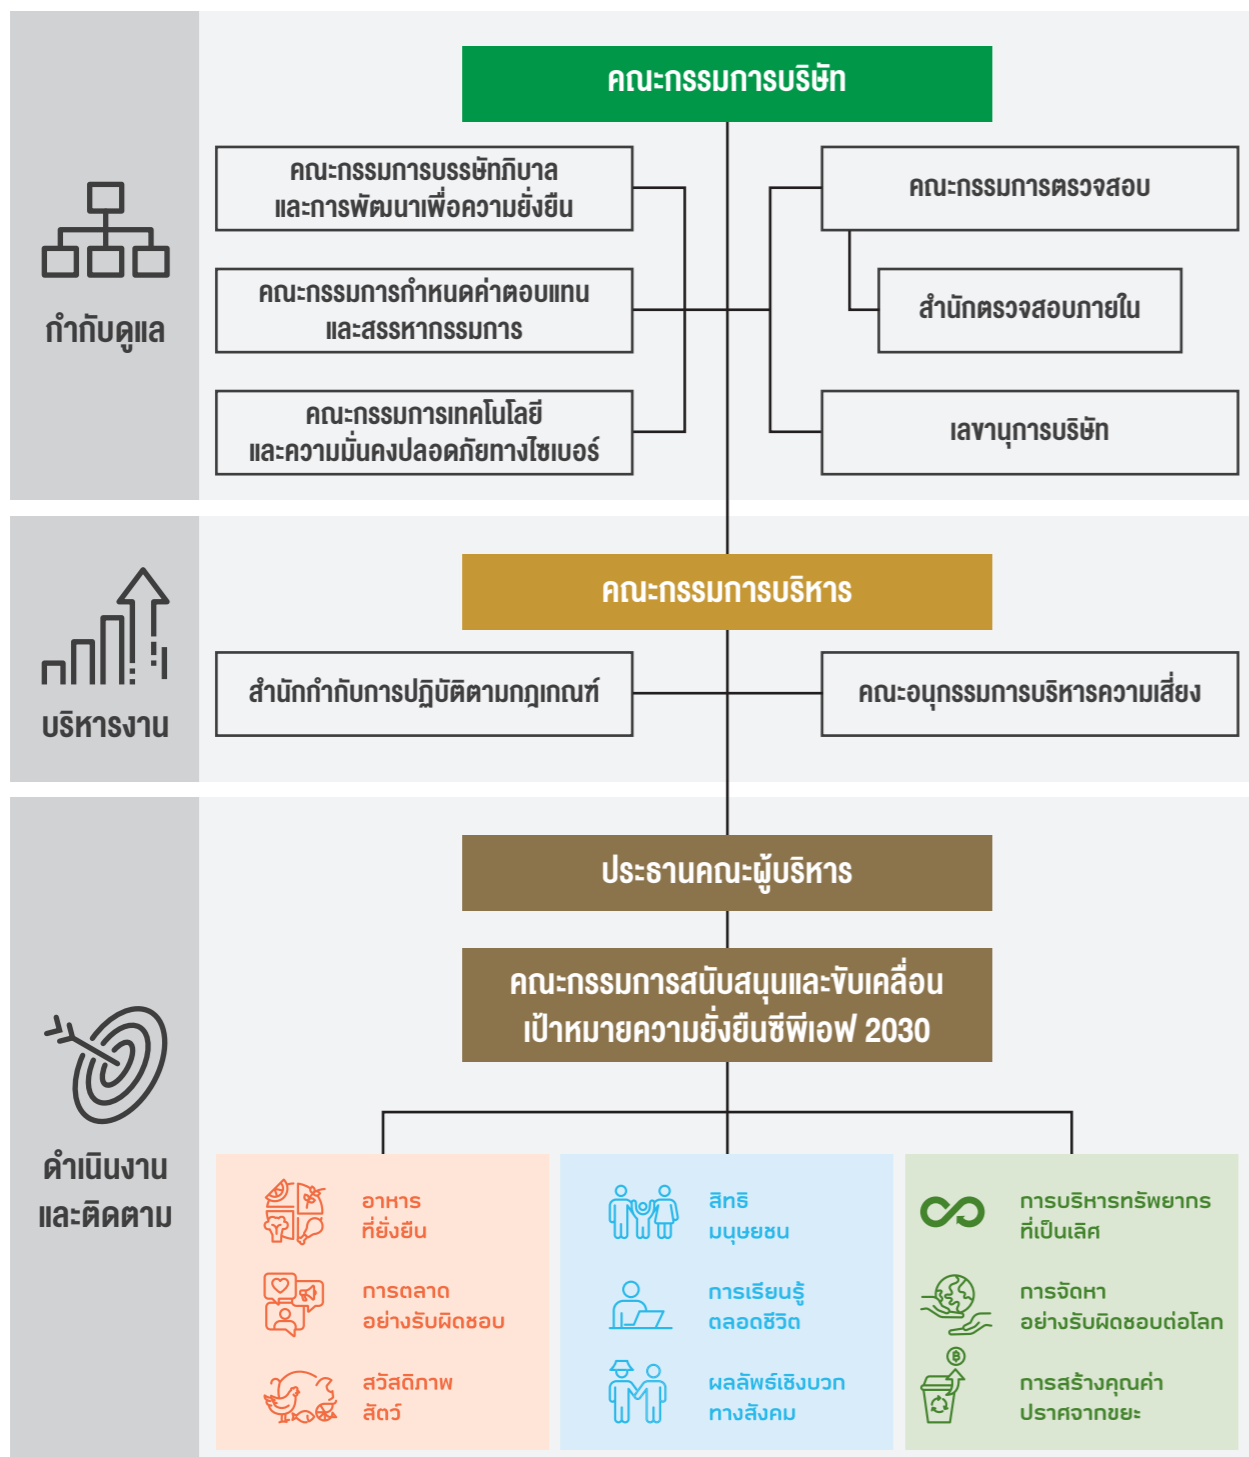 คณะกรรมการบริษัท
คณะกรรมการบรรษัทภิบาล
และการพัฒนาเพื่อความยั่งยืน
คณะกรรมการตรวจสอบ
คณะกรรมการกำหนดค่าตอบแทน
และสรรหากรรมการ
สำนักตรวจสอบภายใน
คณะกรรมการเทคโนโลยี
และความมั่นคงปลอดภัยทางไซเบอร์
เลขานุการบริษัท
กำกับดูแล
คณะกรรมการบริหาร
สำนักกำกับการปฏิบัติตามกฎเกณฑ์
คณะอนุกรรมการบริหารความเสี่ยง
บริหารงาน
ประธานคณะผู้บริหาร
คณะกรรมการสนับสนุนและขับเคลื่อน
เป้าหมายความยั่งยืนซีพีเอฟ 2030
ดำเนินงาน
และติดตาม
อาหาร
ที่ยั่งยืน
การตลาด
อย่างรับผิดชอบ
สวัสดิภาพ
สัตว์
สิทธิ
มนุษยชน
การเรียนรู้
ตลอดชีวิต
ผลลัพธ์เชิงบวก
ทางสังคม
การบริหารทรัพยากร
ที่เป็นเลิศ
การจัดหา
อย่างรับผิดชอบต่อโลก
฿
การสร้างคุณค่า
ปราศจากขยะ